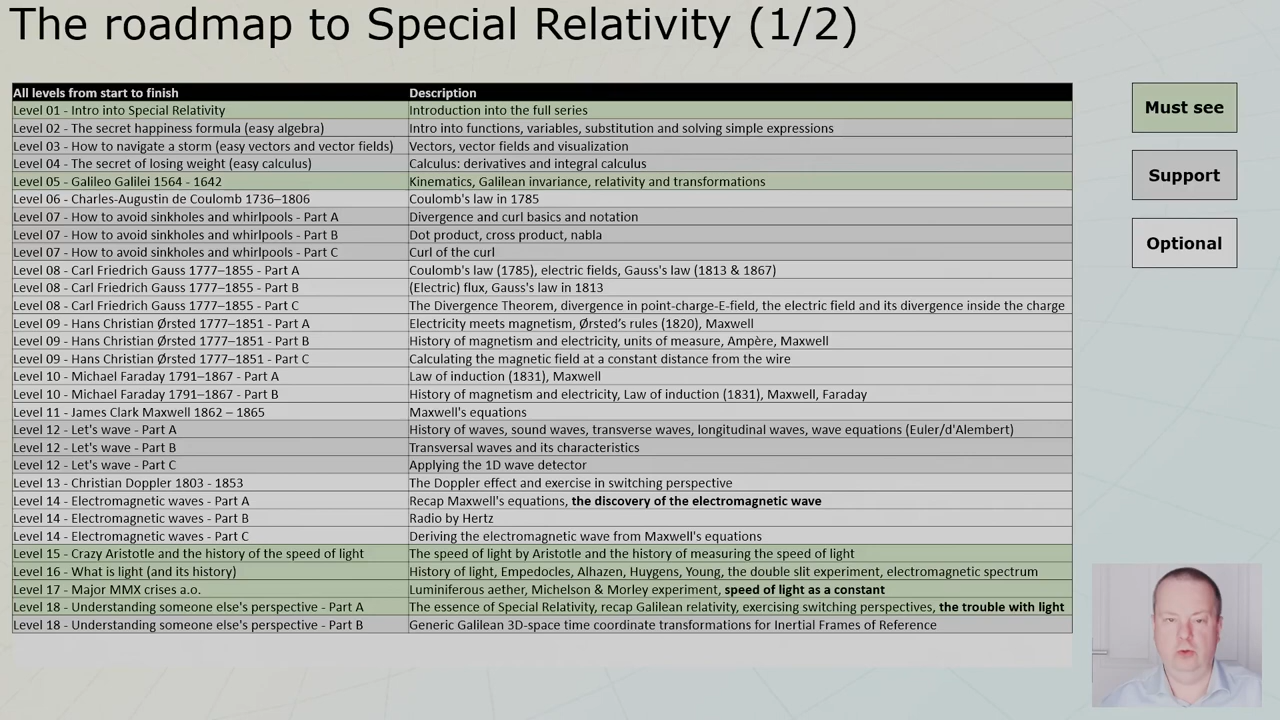 The roadmap to Special Relativity (1/2)
All levels from start to finish Description
Level 01 - Intro into Special Relativity Introduction into the full series
Level 02 - The secret happiness formula (easy algebra) Intro into functions, variables, substitution and solving simple expressions
Level 03 - How to navigate a storm (easy vectors and vector fields) Vectors, vector fields and visualization
Level 04 - The secret of losing weight (easy calculus) Calculus: derivatives and integral calculus
Level 05 - Galileo Galilei 1564 - 1642 Kinematics, Galilean invariance, relativity and transformations
Level 06 - Charles-Augustin de Coulomb 1736–1806 Coulomb's law in 1785
Level 07 - How to avoid sinkholes and whirlpools - Part A Divergence and curl basics and notation
Level 07 - How to avoid sinkholes and whirlpools - Part B Dot product, cross product, nabla
Level 07 - How to avoid sinkholes and whirlpools - Part C Curl of the curl
Level 08 - Carl Friedrich Gauss 1777–1855 - Part A Coulomb's law (1785), electric fields, Gauss's law (1813 & 1867)
Level 08 - Carl Friedrich Gauss 1777–1855 - Part B (Electric) flux, Gauss's law in 1813
Level 08 - Carl Friedrich Gauss 1777–1855 - Part C The Divergence Theorem, divergence in point-charge-E-field, the electric field and its divergence inside the charge
Level 09 - Hans Christian Ørsted 1777–1851 - Part A Electricity meets magnetism, Ørsted’s rules (1820), Maxwell
Level 09 - Hans Christian Ørsted 1777–1851 - Part B History of magnetism and electricity, units of measure, Ampère, Maxwell
Level 09 - Hans Christian Ørsted 1777–1851 - Part C Calculating the magnetic field at a constant distance from the wire
Level 10 - Michael Faraday 1791–1867 - Part A Law of induction (1831), Maxwell
Level 10 - Michael Faraday 1791–1867 - Part B History of magnetism and electricity, Law of induction (1831), Maxwell, Faraday
Level 11 - James Clark Maxwell 1862 – 1865 Maxwell's equations
Level 12 - Let's wave - Part A History of waves, sound waves, transverse waves, longitudinal waves, wave equations (Euler/d'Alembert)
Level 12 - Let's wave - Part B Transversal waves and its characteristics
Level 12 - Let's wave - Part C Applying the 1D wave detector
Level 13 - Christian Doppler 1803 - 1853 The Doppler effect and exercise in switching perspective
Level 14 - Electromagnetic waves - Part A Recap Maxwell's equations, the discovery of the electromagnetic wave
Level 14 - Electromagnetic waves - Part B Radio by Hertz
Level 14 - Electromagnetic waves - Part C Deriving the electromagnetic wave from Maxwell's equations
Level 15 - Crazy Aristotle and the history of the speed of light The speed of light by Aristotle and the history of measuring the speed of light
Level 16 - What is light (and its history) History of light, Empedocles, Alhazen, Huygens, Young, the double slit experiment, electromagnetic spectrum
Level 17 - Major MMX crises a.o. Luminiferous aether, Michelson & Morley experiment, speed of light as a constant
Level 18 - Understanding someone else's perspective - Part A The essence of Special Relativity, recap Galilean relativity, exercising switching perspectives, the trouble with light
Level 18 - Understanding someone else's perspective - Part B Generic Galilean 3D-space time coordinate transformations for Inertial Frames of Reference
Must see
Support
Optional